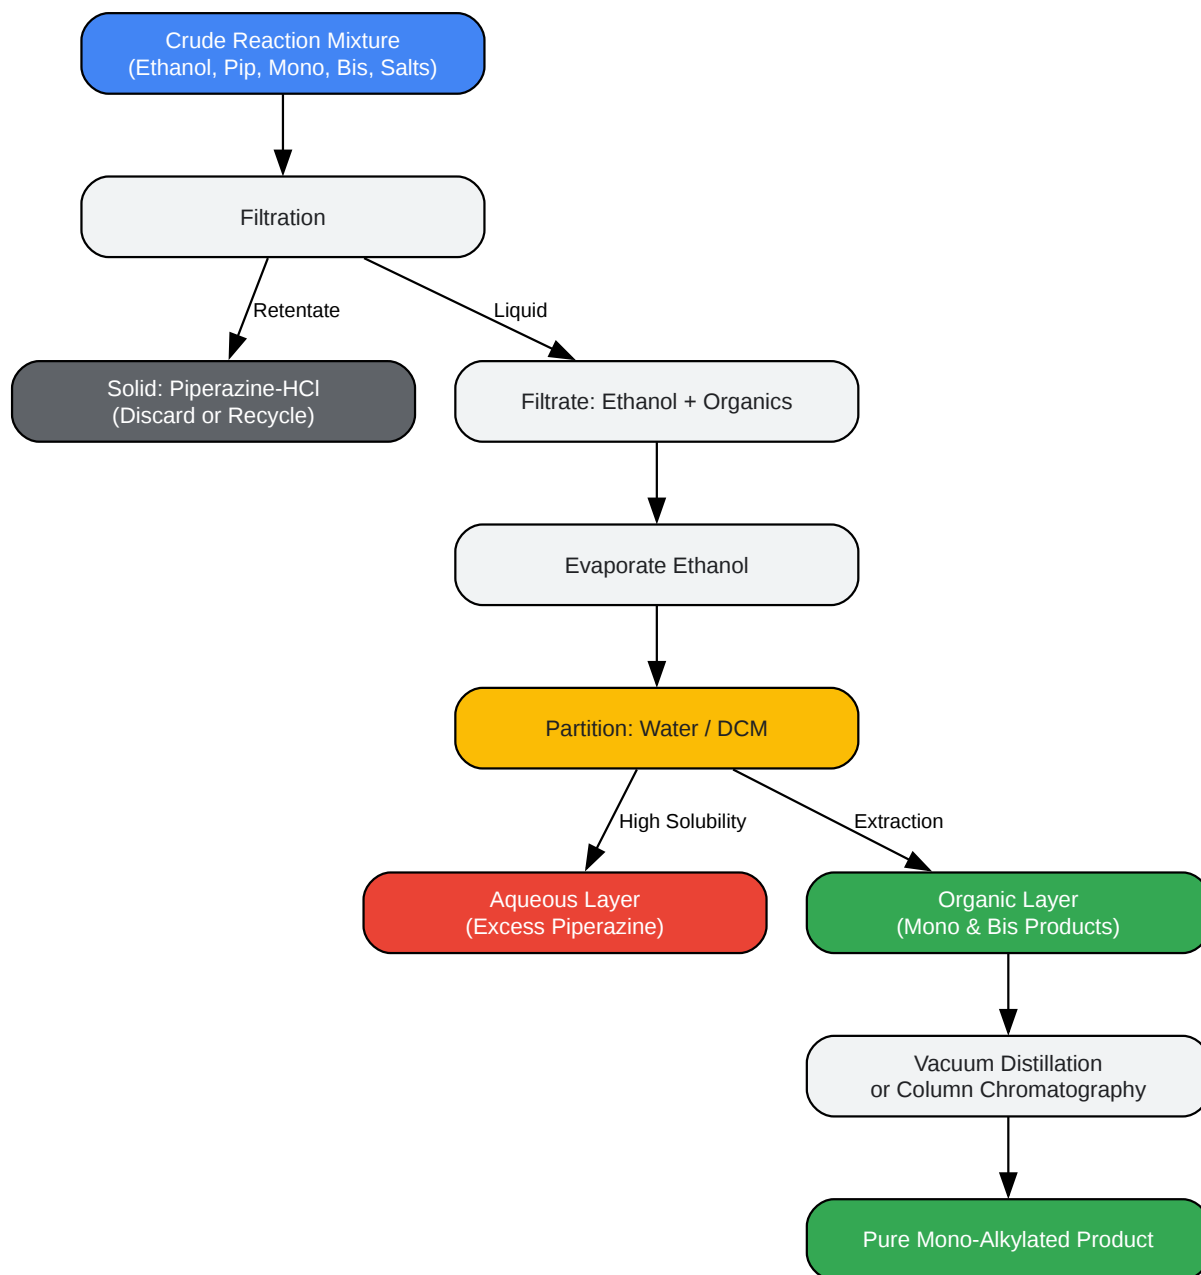 Crude Reaction Mixture
(Ethanol, Pip, Mono, Bis, Salts)
Filtration
Retentate
Liquid
Solid: Piperazine-HCl
(Discard or Recycle)
Filtrate: Ethanol + Organics
Evaporate Ethanol
Partition: Water / DCM
High Solubility
Extraction
Aqueous Layer
(Excess Piperazine)
Organic Layer
(Mono & Bis Products)
Vacuum Distillation
or Column Chromatography
Pure Mono-Alkylated Product